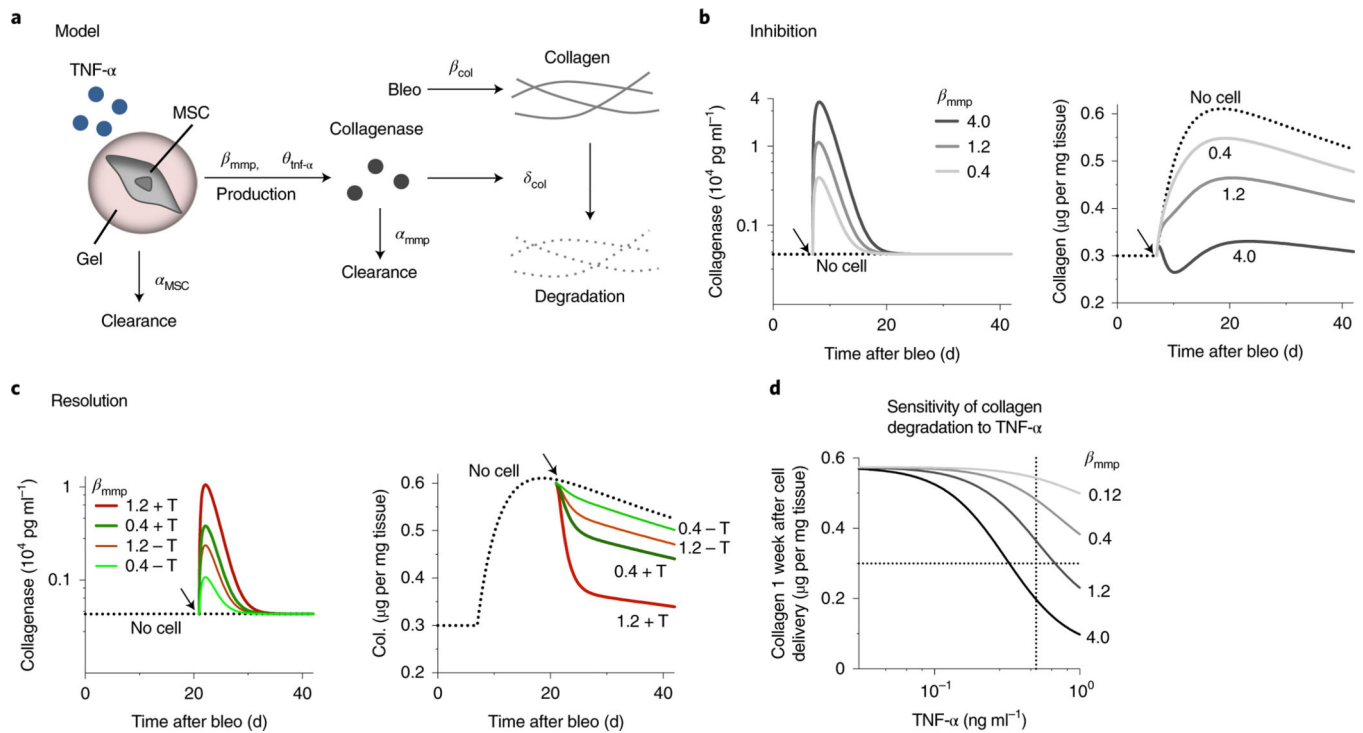 a
Model
TNF-α
MSC
Gel
β_mmp, θ_tnf-α
Production
α_MSC
Clearance
Collagenase
α_mmp
Clearance
Bleo
β_col
Collagen
δ_col
Degradation
b
Inhibition
Collagenase (10⁴ pg ml⁻¹)
4
1
0.1
β_mmp
4.0
1.2
0.4
No cell
0
20
40
Time after bleo (d)
Collagen (μg per mg tissue)
0.6
0.5
0.4
0.3
0.2
No cell
0.4
1.2
4.0
0
20
40
Time after bleo (d)
c
Resolution
Collagenase (10⁴ pg ml⁻¹)
1
0.1
β_mmp
1.2 + T
0.4 + T
1.2 − T
0.4 − T
No cell
0
20
40
Time after bleo (d)
Col. (μg per mg tissue)
0.6
0.5
0.4
0.3
0.2
No cell
0.4 − T
1.2 − T
0.4 + T
1.2 + T
0
20
40
Time after bleo (d)
d
Sensitivity of collagen
degradation to TNF-α
Collagen 1 week after cell
delivery (μg per mg tissue)
0.6
0.4
0.2
0
β_mmp
0.12
0.4
1.2
4.0
10⁻¹
10⁰
TNF-α (ng ml⁻¹)